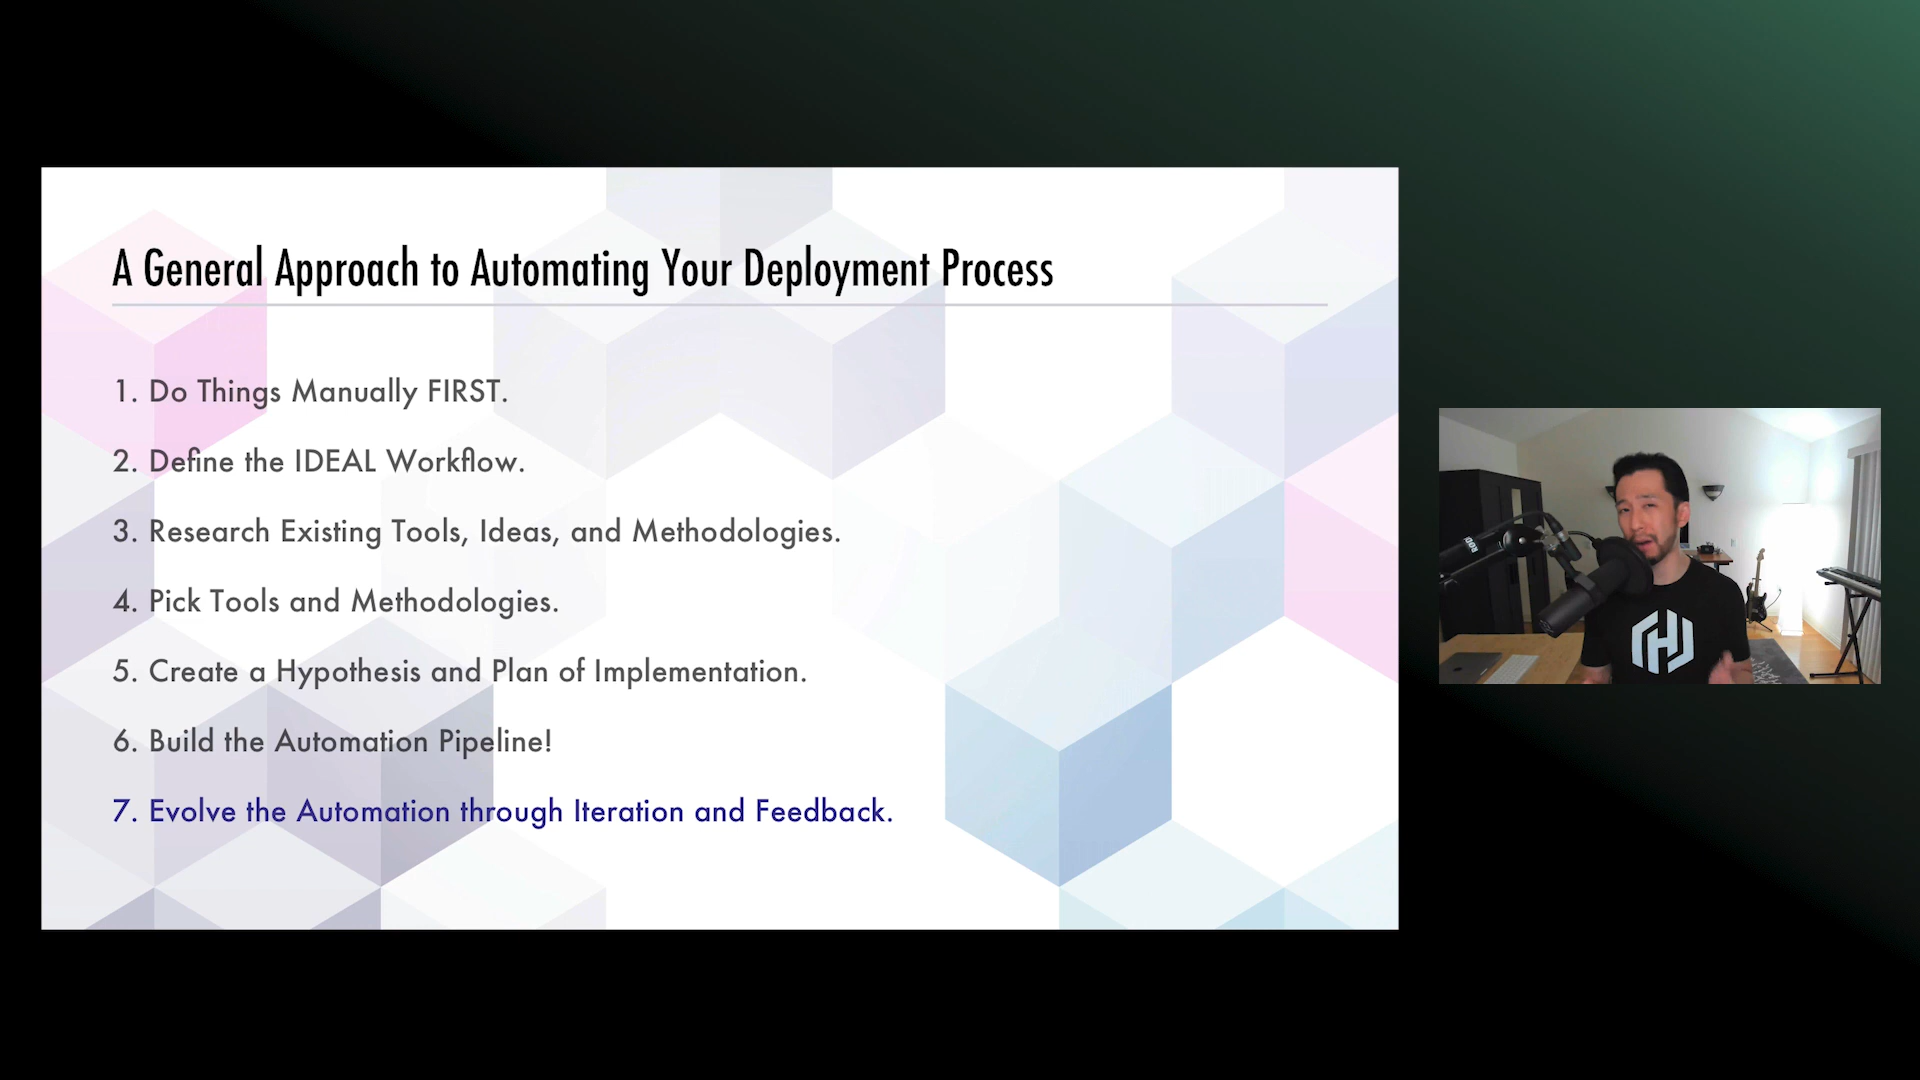 A General Approach to Automating Your Deployment Process
1. Do Things Manually FIRST.
2. Define the IDEAL Workflow.
3. Research Existing Tools, Ideas, and Methodologies.
4. Pick Tools and Methodologies.
5. Create a Hypothesis and Plan of Implementation.
6. Build the Automation Pipeline!
7. Evolve the Automation through Iteration and Feedback.